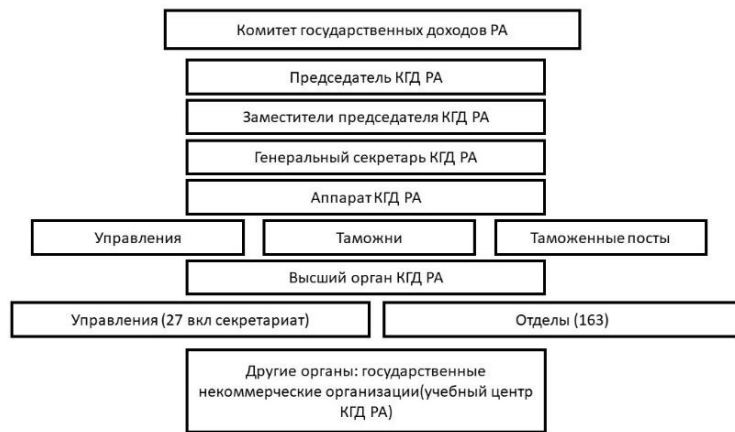 Комитет государственных доходов РА
Председатель КГД РА
Заместители председателя КГД РА
Генеральный секретарь КГД РА
Аппарат КГД РА
Управления
Таможни
Таможенные посты
Высший орган КГД РА
Управления (27 вкл секретариат)
Отделы (163)
Другие органы: государственные
некоммерческие организации(учебный центр
КГД РА)